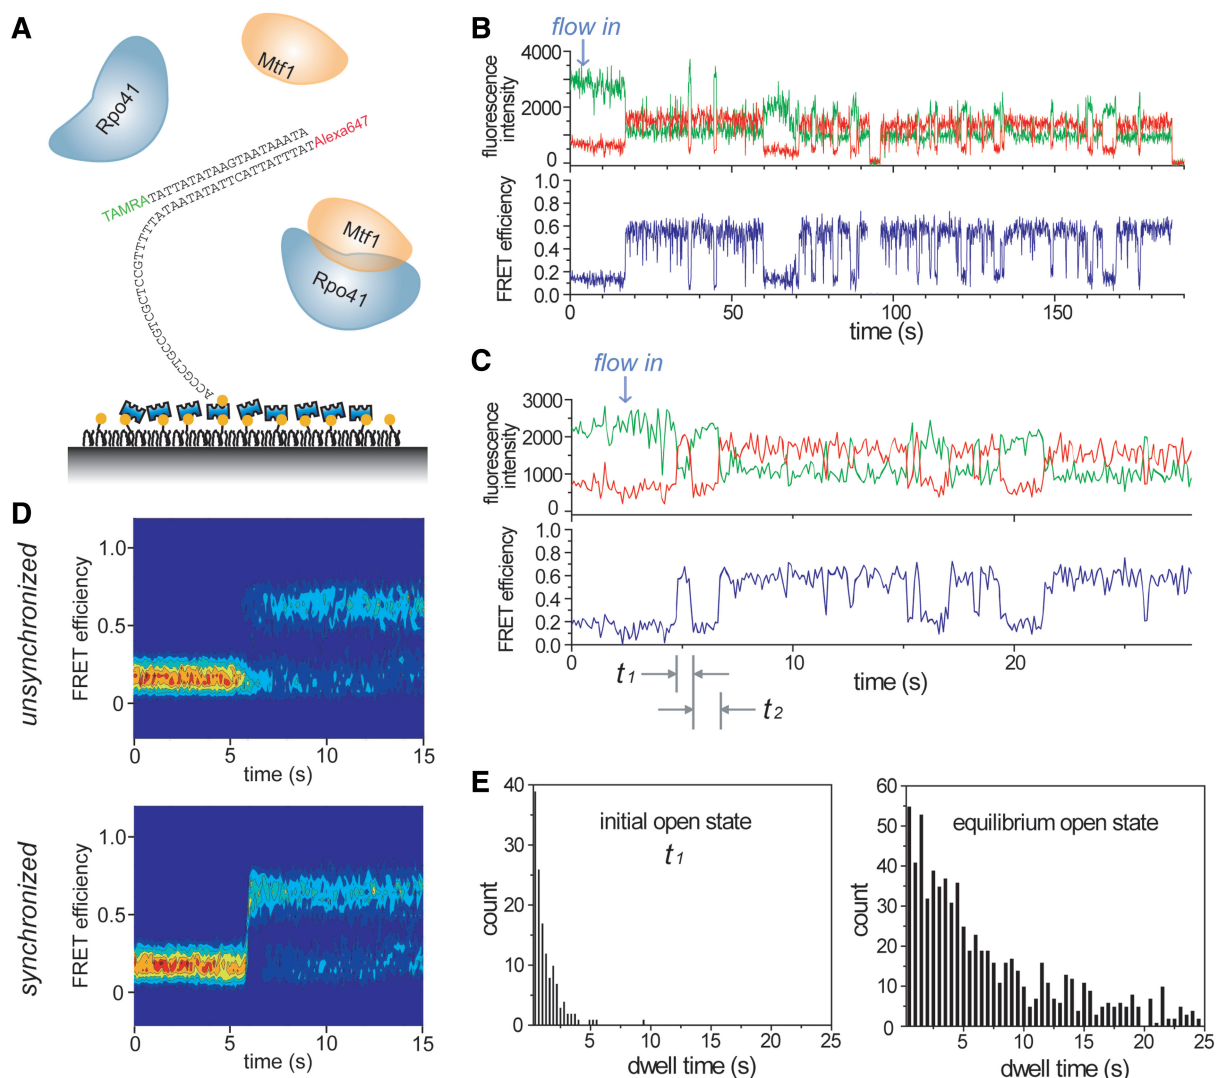 A
Rpo41
Mtf1
TAMRATATTATATAAGTAATAAATA
ACCGCTGCCGTCGCTCCGTTTTATAATATATTCATTATTTATAlexa647
Mtf1
Rpo41
B
flow in
fluorescence intensity
4000
2000
0
FRET efficiency
1.0
0.8
0.6
0.4
0.2
0.0
0
50
100
150
time (s)
C
flow in
fluorescence intensity
3000
2000
1000
0
FRET efficiency
1.0
0.8
0.6
0.4
0.2
0.0
0
10
20
time (s)
t1
t2
D
unsynchronized
FRET efficiency
1.0
0.5
0
0
5
10
15
time (s)
synchronized
FRET efficiency
1.0
0.5
0
0
5
10
15
time (s)
E
initial open state
t1
count
40
30
20
10
0
5
10
15
20
25
dwell time (s)
equilibrium open state
count
60
50
40
30
20
10
0
5
10
15
20
25
dwell time (s)